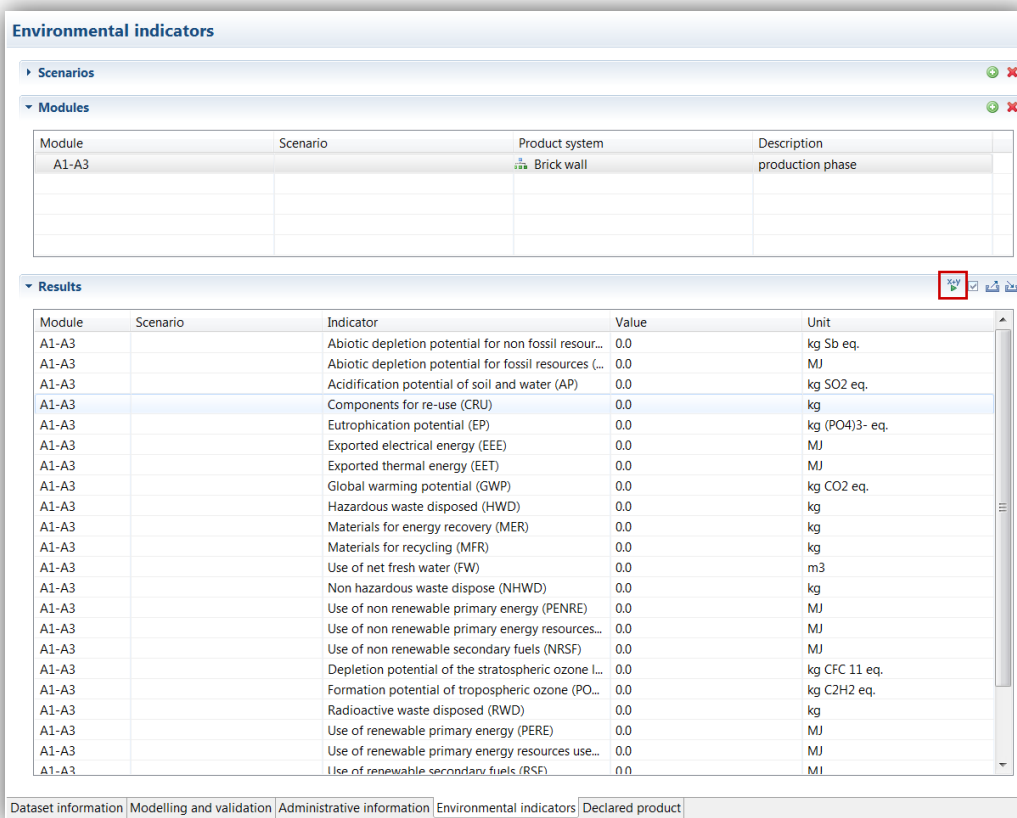 Environmental indicators
Scenarios
Modules
Module Scenario Product system Description
A1-A3 Brick wall production phase
Results
Module Scenario Indicator Value Unit
A1-A3 Abiotic depletion potential for non fossil resour... 0.0 kg Sb eq.
A1-A3 Abiotic depletion potential for fossil resources (... 0.0 MJ
A1-A3 Acidification potential of soil and water (AP) 0.0 kg SO2 eq.
A1-A3 Components for re-use (CRU) 0.0 kg
A1-A3 Eutrophication potential (EP) 0.0 kg (PO4)3- eq.
A1-A3 Exported electrical energy (EEE) 0.0 MJ
A1-A3 Exported thermal energy (EET) 0.0 MJ
A1-A3 Global warming potential (GWP) 0.0 kg CO2 eq.
A1-A3 Hazardous waste disposed (HWD) 0.0 kg
A1-A3 Materials for energy recovery (MER) 0.0 kg
A1-A3 Materials for recycling (MFR) 0.0 kg
A1-A3 Use of net fresh water (FW) 0.0 m3
A1-A3 Non hazardous waste dispose (NHWD) 0.0 kg
A1-A3 Use of non renewable primary energy (PENRE) 0.0 MJ
A1-A3 Use of non renewable primary energy resources... 0.0 MJ
A1-A3 Use of non renewable secondary fuels (NRSF) 0.0 MJ
A1-A3 Depletion potential of the stratospheric ozone l... 0.0 kg CFC 11 eq.
A1-A3 Formation potential of tropospheric ozone (PO... 0.0 kg C2H2 eq.
A1-A3 Radioactive waste disposed (RWD) 0.0 kg
A1-A3 Use of renewable primary energy (PERE) 0.0 MJ
A1-A3 Use of renewable primary energy resources use... 0.0 MJ
A1-A3 Use of renewable secondary fuels (RSF) 0.0 MJ
Dataset information Modelling and validation Administrative information Environmental indicators Declared product